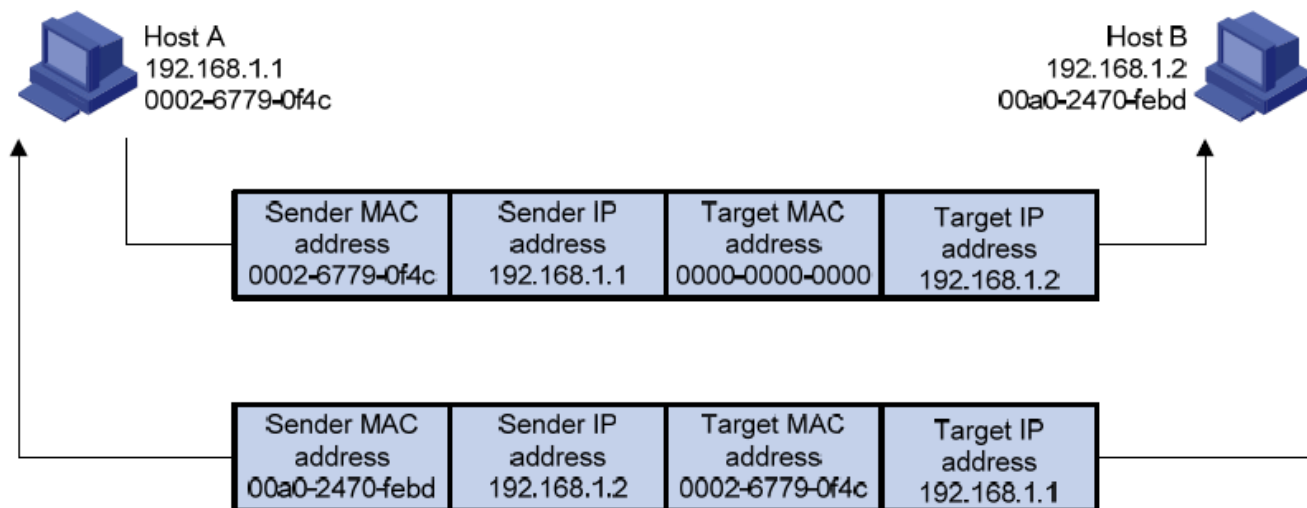 Host A
192.168.1.1
0002-6779-0f4c
Host B
192.168.1.2
00a0-2470-febd
Sender MAC
address
0002-6779-0f4c
Sender IP
address
192.168.1.1
Target MAC
address
0000-0000-0000
Target IP
address
192.168.1.2
Sender MAC
address
00a0-2470-febd
Sender IP
address
192.168.1.2
Target MAC
address
0002-6779-0f4c
Target IP
address
192.168.1.1